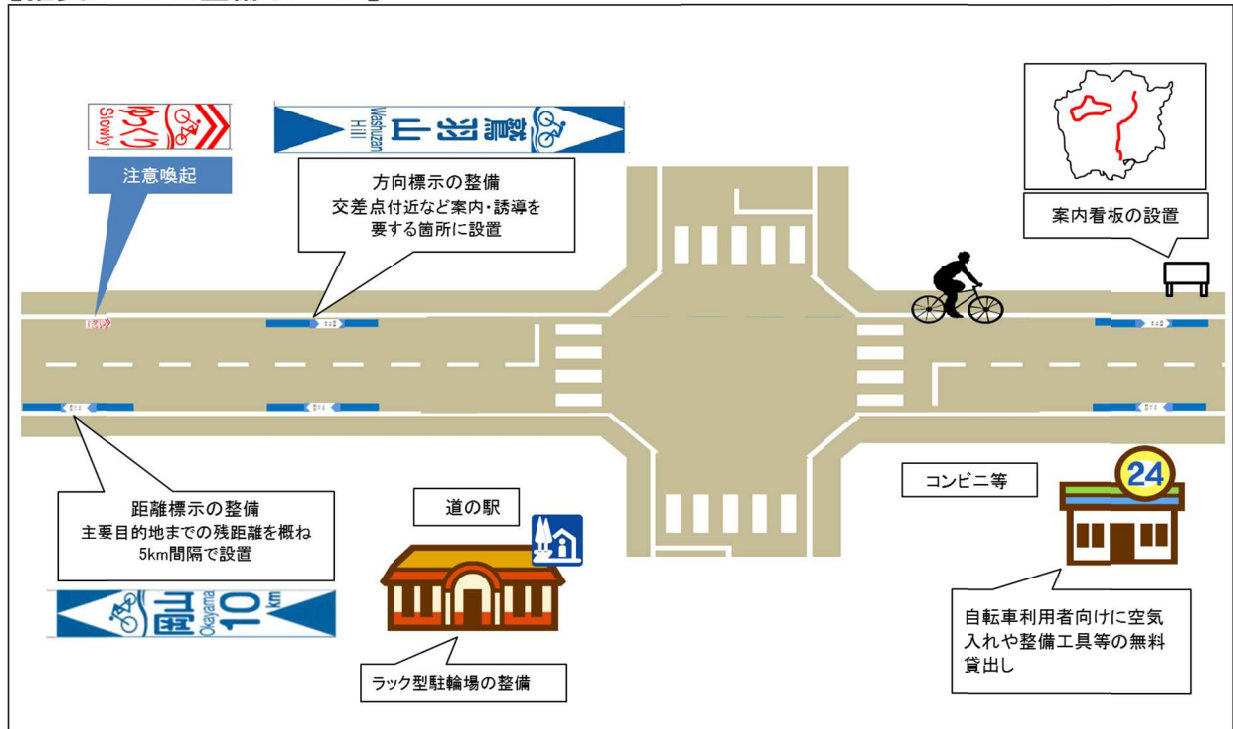 ゆっくり
Slowly
鷲羽山
Washuzan
Hill
注意喚起
方向標示の整備
交差点付近など案内・誘導を
要する箇所に設置
案内看板の設置
距離標示の整備
主要目的地までの残距離を概ね
5km間隔で設置
岡山
Okayama
10
km
道の駅
ラック型駐輪場の整備
コンビニ等
24
自転車利用者向けに空気
入れや整備工具等の無料
貸出し